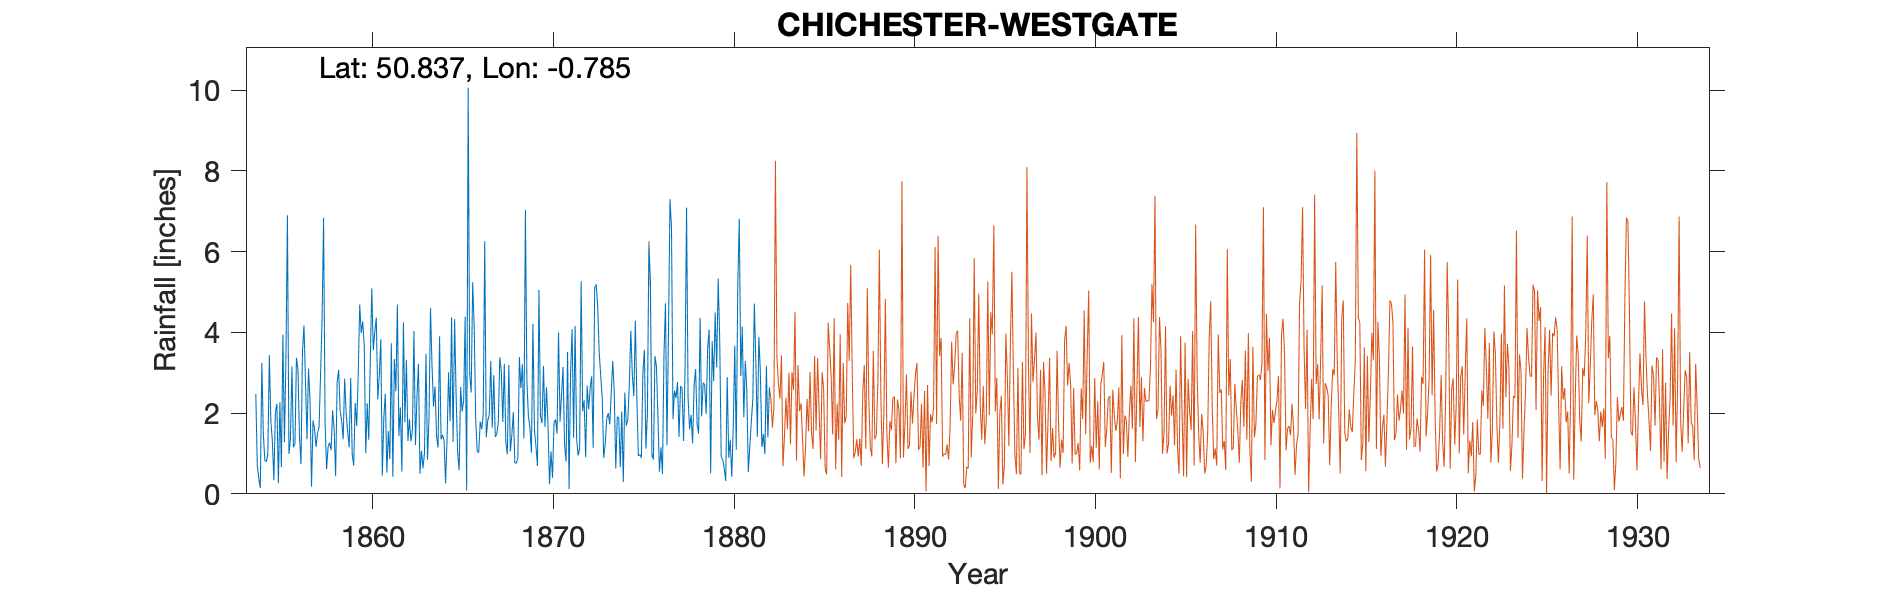 CHICHESTER-WESTGATE
Lat: 50.837, Lon: -0.785
10
8
6
4
2
0
Rainfall [inches]
1860 1870 1880 1890 1900 1910 1920 1930
Year